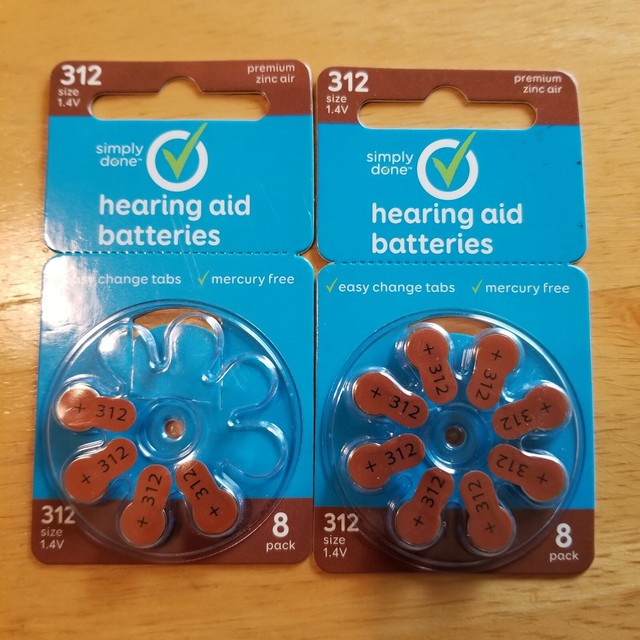 312
size
1.4V
premium
zinc air
simply
done™
hearing aid
batteries
easy change tabs ✓ mercury free
+ 312
+ 312
+ 312
+ 312
312
size
1.4V
8
pack
312
size
1.4V
premium
zinc air
simply
done™
hearing aid
batteries
✓ easy change tabs ✓ mercury free
+ 312
+ 312
+ 312
+ 312
+ 312
+ 312
+ 312
+ 312
312
size
1.4V
8
pack